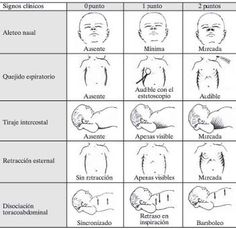 Signos clínicos 0 punto 1 punto 2 puntos
Aleteo nasal
Ausente Mínima Marcada
Quejido espiratorio
Ausente Audible con el estetoscopio Audible
Tiraje intercostal
Ausente Apenas visible Marcada
Retracción esternal
Sin retracción Apenas visibles Marcada
Disociación toracoabdominal
Sincronizado Retraso en inspiración Bariboleo